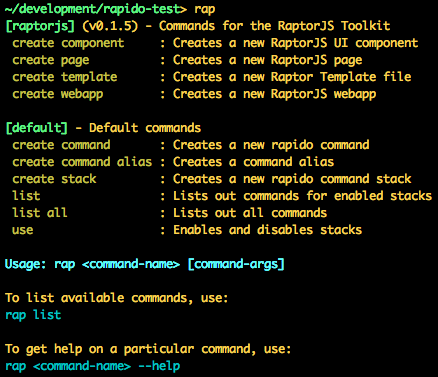 ~/development/rapido-test> rap
[raptorjs] (v0.1.5) - Commands for the RaptorJS Toolkit
create component : Creates a new RaptorJS UI component
create page : Creates a new RaptorJS page
create template : Creates a new Raptor Template file
create webapp : Creates a new RaptorJS webapp
[default] - Default commands
create command : Creates a new rapido command
create command alias : Creates a command alias
create stack : Creates a new rapido command stack
list : Lists out commands for enabled stacks
list all : Lists out all commands
use : Enables and disables stacks
Usage: rap <command-name> [command-args]
To list available commands, use:
rap list
To get help on a particular command, use:
rap <command-name> --help